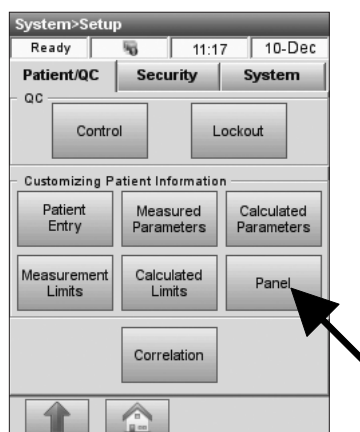 System>Setup
Ready 11:17 10-Dec
Patient/QC Security System
QC
Control Lockout
Customizing Patient Information
Patient Entry Measured Parameters Calculated Parameters
Measurement Limits Calculated Limits Panel
Correlation